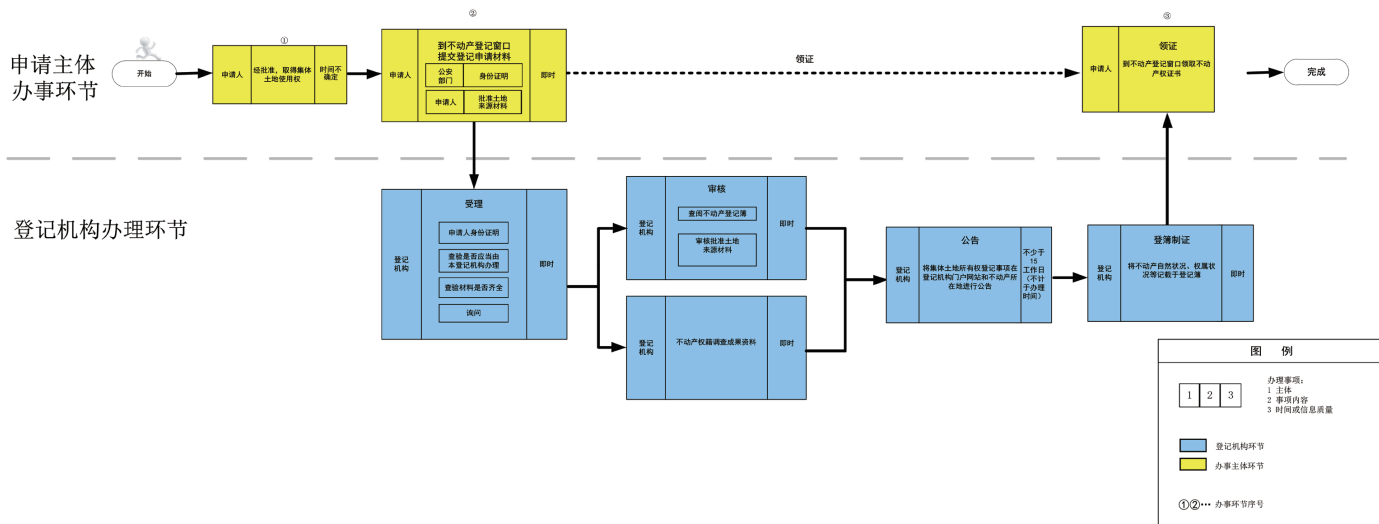 申请主体
办事环节
开始
①
申请人
经批准，取得集体
土地使用权
时间不
确定
②
申请人
到不动产登记窗口
提交登记申请材料
公安
部门
身份证明
申请人
批准土地
来源材料
即时
领证
③
申请人
领证
到不动产登记窗口领取不动
产权证书
完成
登记机构办理环节
登记
机构
受理
申请人身份证明
查验是否应当由
本登记机构办理
查验材料是否齐全
询问
即时
登记
机构
审核
查阅不动产登记簿
审核批准土地
来源材料
即时
登记
机构
不动产权籍调查成果资料
即时
登记
机构
公告
将集体土地所有权登记事项在
登记机构门户网站和不动产所
在地进行公告
不少于
15
工作日
（不计
于办理
时间）
登记
机构
登簿制证
将不动产自然状况、权属状
况等记载于登记簿
即时
图 例
1 2 3
办理事项：
1 主体
2 事项内容
3 时间或信息质量
登记机构环节
办事主体环节
①②… 办事环节序号